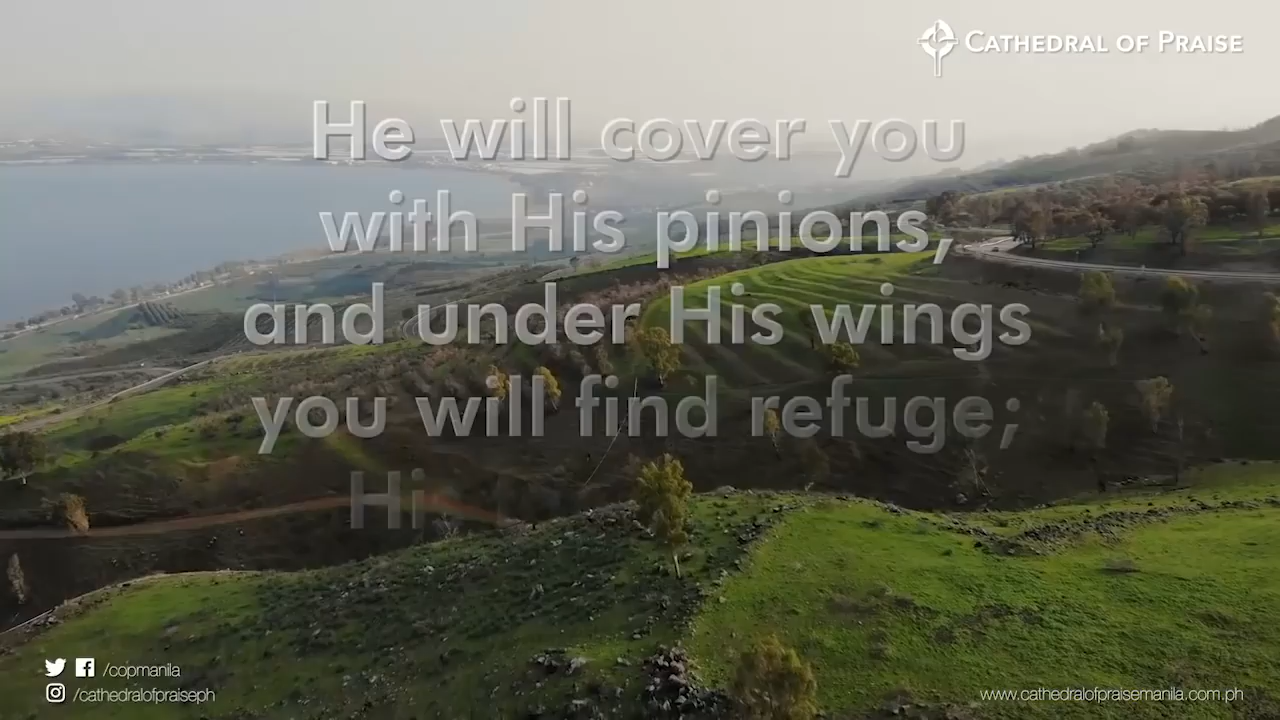 Cathedral of Praise
He will cover you
with His pinions,
and under His wings
you will find refuge;
Hi
/copmanila
/cathedralofpraiseph
www.cathedralofpraisemanila.com.ph